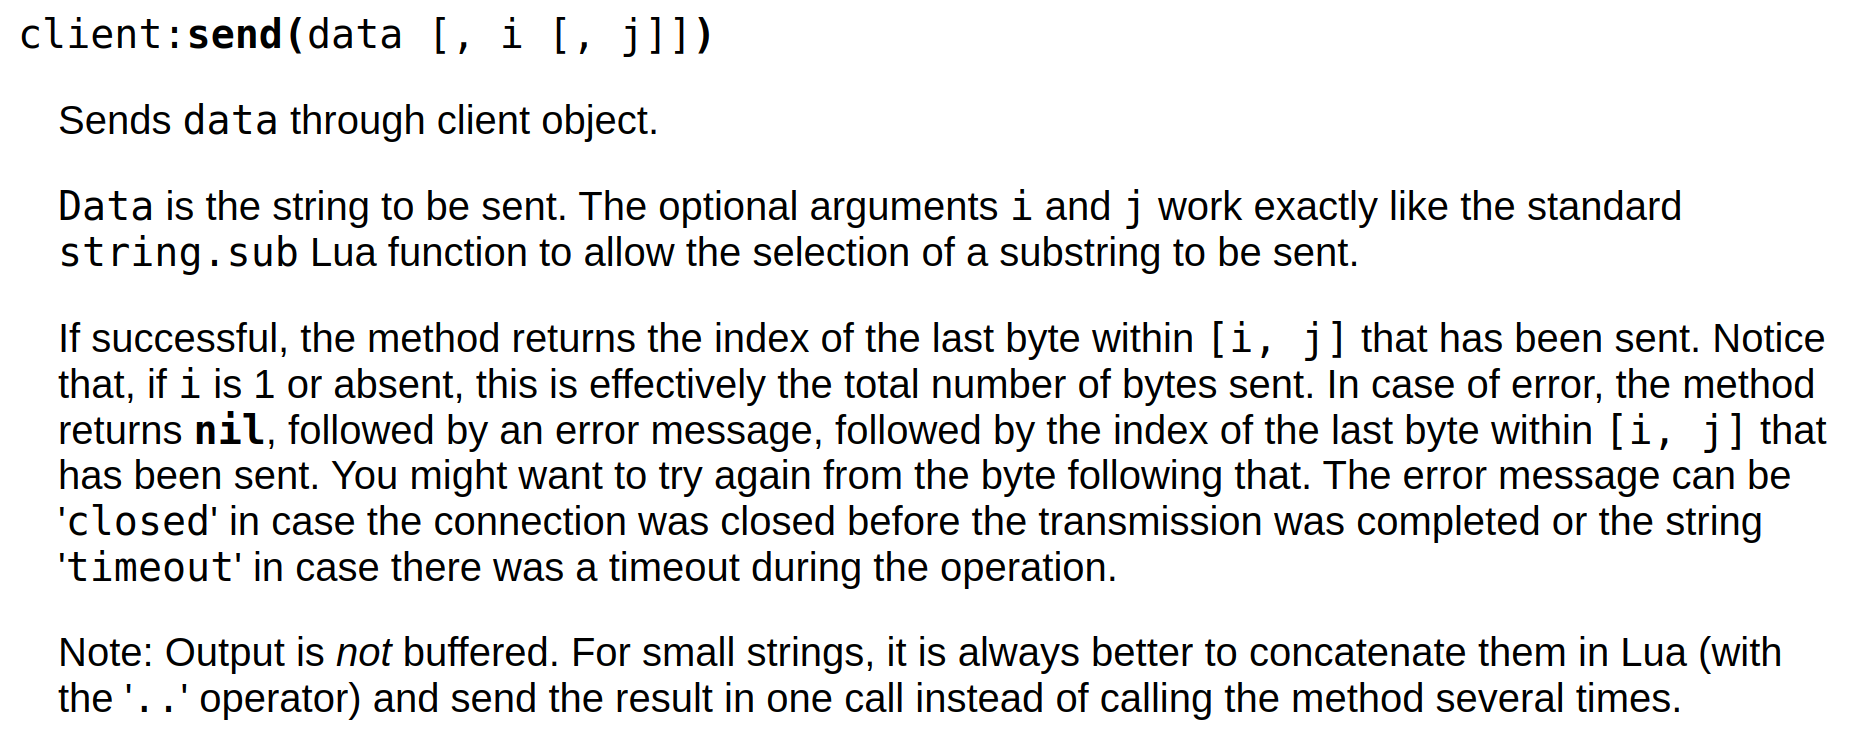 client:send(data [, i [, j]])
Sends data through client object.
Data is the string to be sent. The optional arguments i and j work exactly like the standard
string.sub Lua function to allow the selection of a substring to be sent.
If successful, the method returns the index of the last byte within [i, j] that has been sent. Notice
that, if i is 1 or absent, this is effectively the total number of bytes sent. In case of error, the method
returns nil, followed by an error message, followed by the index of the last byte within [i, j] that
has been sent. You might want to try again from the byte following that. The error message can be
'closed' in case the connection was closed before the transmission was completed or the string
'timeout' in case there was a timeout during the operation.
Note: Output is not buffered. For small strings, it is always better to concatenate them in Lua (with
the '..' operator) and send the result in one call instead of calling the method several times.